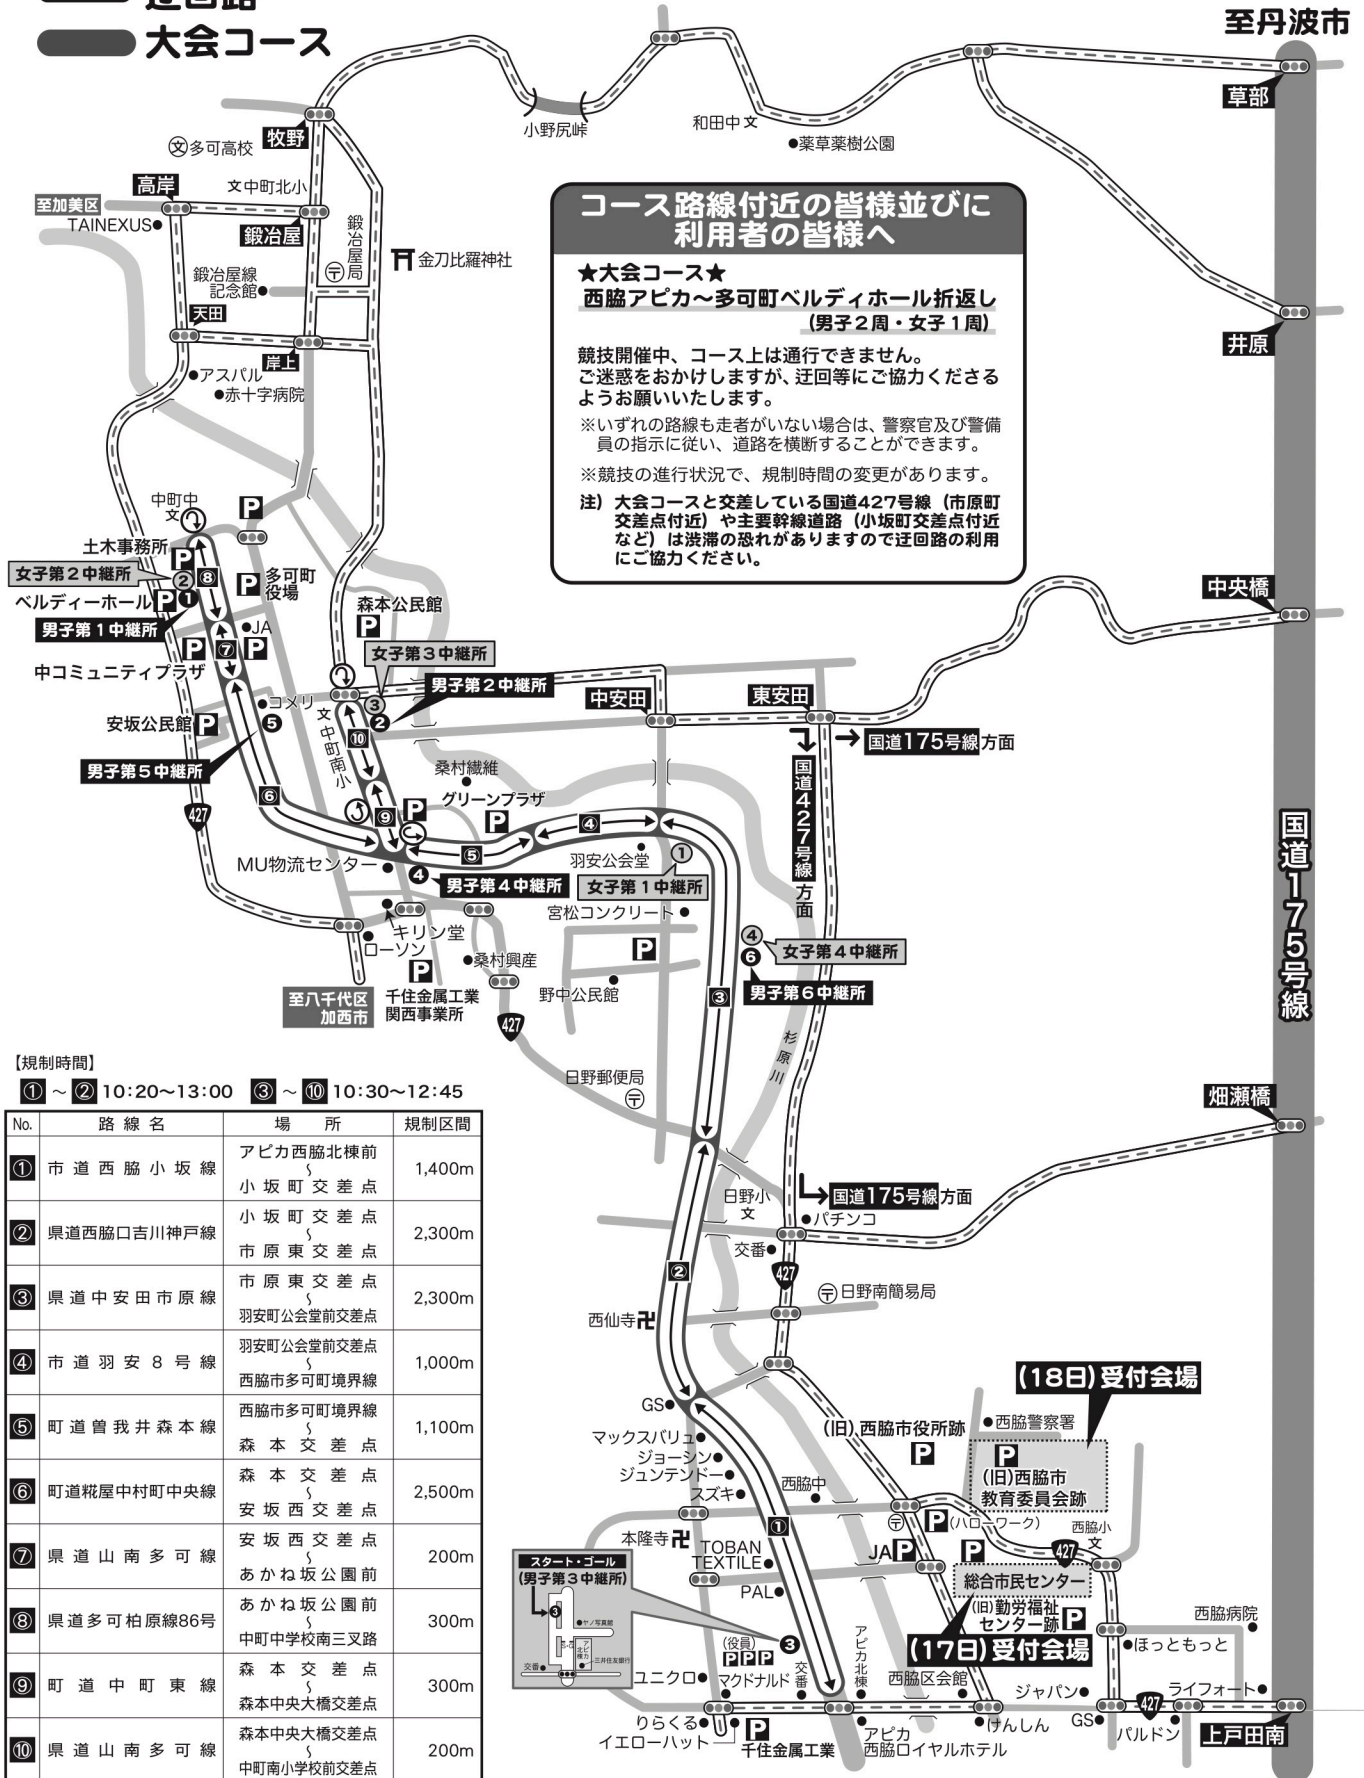 迂回路
大会コース
至丹波市
草部
小野尻峠
和田中 文
●薬草薬樹公園
牧野
文多可高校
高岸
文中町北小
至加美区
TAINEXUS●
鍛冶屋
鍛冶屋局
〒
金刀比羅神社
鍛冶屋線
記念館●
天田
岸上
●アスパル
●赤十字病院
井原
コース路線付近の皆様並びに
利用者の皆様へ
★大会コース★
西脇アピカ～多可町ベルディホール折返し
(男子2周・女子1周)
競技開催中、コース上は通行できません。
ご迷惑をおかけしますが、迂回等にご協力くださる
ようお願いいたします。
※いずれの路線も走者がいない場合は、警察官及び警備
員の指示に従い、道路を横断することができます。
※競技の進行状況で、規制時間の変更があります。
注）大会コースと交差している国道427号線（市原町
交差点付近）や主要幹線道路（小坂町交差点付近
など）は渋滞の恐れがありますので迂回路の利用
にご協力ください。
中町中
文
P
土木事務所
P
女子第2中継所
②
⑧
P
多可町
役場
ベルディーホール P ❶
男子第1中継所
●JA
P
⑦
P
中コミュニティプラザ
森本公民館
P
女子第3中継所
男子第2中継所
③
❷
中央橋
中安田
東安田
→国道175号線方面
国道427号線方面
●コメリ
❺
安坂公民館 P
男子第5中継所
文中町南小
⑩
桑村繊維
グリーンプラザ
P
P
⑥
427
⑨
⑤
④
MU物流センター
❹
男子第4中継所
羽安公会堂
①
女子第1中継所
宮松コンクリート●
キリン堂
ローソン
●桑村興産
P
千住金属工業
関西事業所
至八千代区
加西市
427
P
野中公民館
④
女子第4中継所
❻
男子第6中継所
③
杉原川
国道175号線
日野郵便局
〒
畑瀬橋
日野小
文
→国道175号線方面
●パチンコ
交番●
427
〒日野南簡易局
②
西仙寺卍
GS●
マックスバリュ●
ジョーシン●
ジュンテンドー●
スズキ●
西脇中
①
本隆寺卍
TOBAN
TEXTILE●
PAL●
(18日)受付会場
●西脇警察署
(旧)西脇市役所跡
P
P
(旧)西脇市
教育委員会跡
〒
P(ハローワーク)
西脇小
文
427
JA P
P
総合市民センター
(旧)勤労福祉
センター跡 P
(17日)受付会場
西脇病院
●ほっともっと
スタート・ゴール
(男子第3中継所)
❸
●ヤノ写真館
アピカ北棟
三井住友銀行
交番●
❸
(役員)
PPP
ユニクロ●
マクドナルド
交番
アピカ北棟
西脇区会館
ジャパン●
ライフォート●
りらくる●
イエローハット
P
千住金属工業
アピカ
西脇ロイヤルホテル
けんしん
GS●
427
パルドン
上戸田南
【規制時間】
①～② 10:20～13:00 ③～⑩ 10:30～12:45
No. 路線名 場所 規制区間
① 市道西脇小坂線 アピカ西脇北棟前～小坂町交差点 1,400m
② 県道西脇口吉川神戸線 小坂町交差点～市原東交差点 2,300m
③ 県道中安田市原線 市原東交差点～羽安町公会堂前交差点 2,300m
④ 市道羽安8号線 羽安町公会堂前交差点～西脇市多可町境界線 1,000m
⑤ 町道曽我井森本線 西脇市多可町境界線～森本交差点 1,100m
⑥ 町道糀屋中村町中央線 森本交差点～安坂西交差点 2,500m
⑦ 県道山南多可線 安坂西交差点～あかね坂公園前 200m
⑧ 県道多可柏原線86号 あかね坂公園前～中町中学校南三叉路 300m
⑨ 町道中町東線 森本交差点～森本中央大橋交差点 300m
⑩ 県道山南多可線 森本中央大橋交差点～中町南小学校前交差点 200m